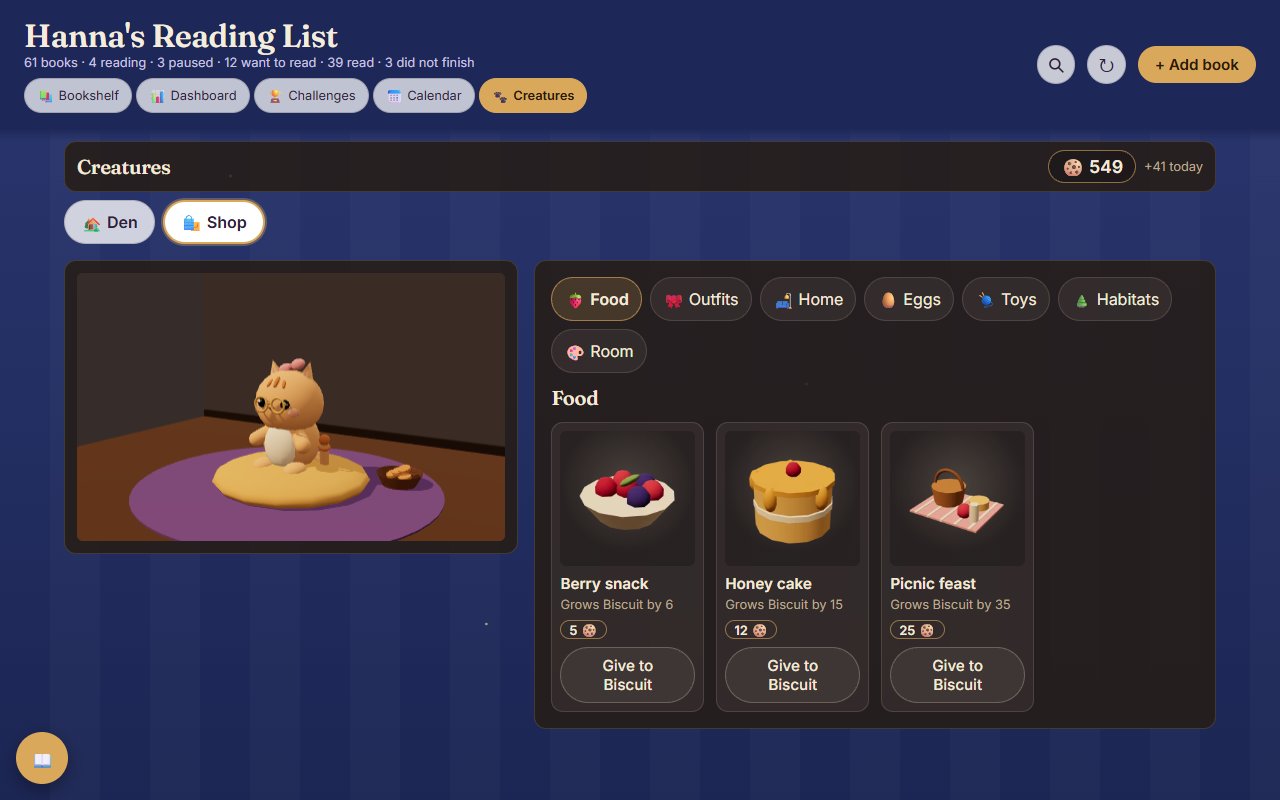 Hanna's Reading List
61 books · 4 reading · 3 paused · 12 want to read · 39 read · 3 did not finish
Bookshelf
Dashboard
Challenges
Calendar
Creatures
↻
+ Add book
Creatures
549
+41 today
Den
Shop
Food
Outfits
Home
Eggs
Toys
Habitats
Room
Food
Berry snack
Grows Biscuit by 6
5
Give to
Biscuit
Honey cake
Grows Biscuit by 15
12
Give to
Biscuit
Picnic feast
Grows Biscuit by 35
25
Give to
Biscuit